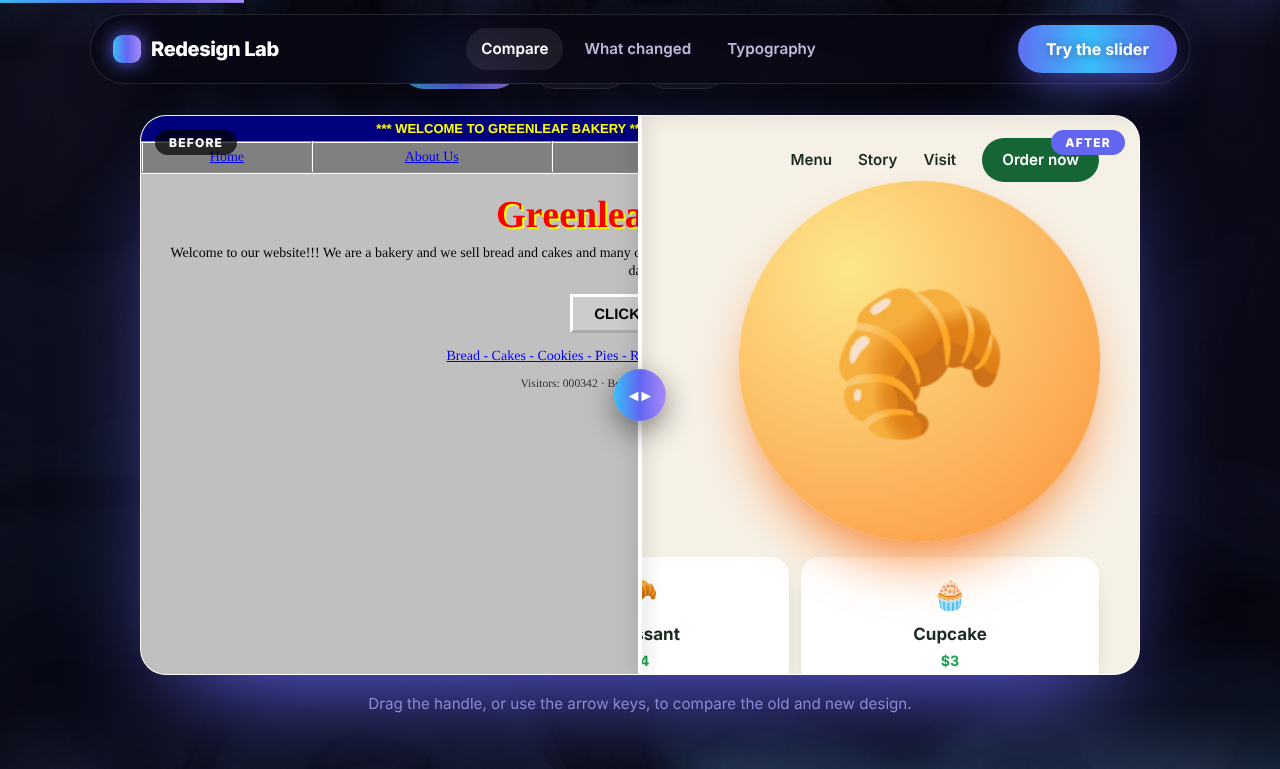 Redesign Lab
Compare
What changed
Typography
Try the slider
BEFORE
*** WELCOME TO GREENLEAF BAKERY **
Home
About Us
Greenlea
Welcome to our website!!! We are a bakery and we sell bread and cakes and many
da
CLICK
Bread - Cakes - Cookies - Pies - R
Visitors: 000342 · Be
AFTER
Menu
Story
Visit
Order now
ssant
4
Cupcake
$3
Drag the handle, or use the arrow keys, to compare the old and new design.